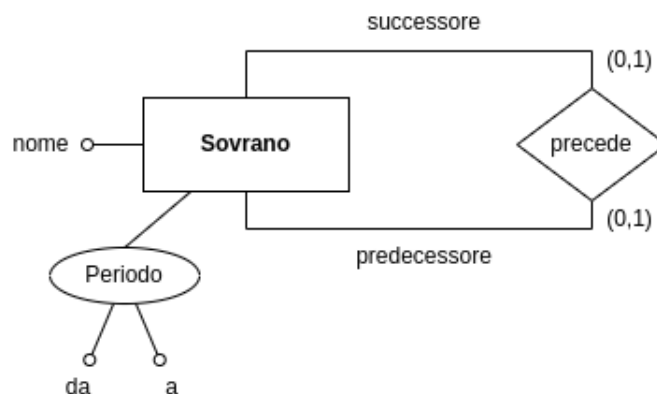 successore
(0,1)
nome
Sovrano
precede
(0,1)
predecessore
Periodo
da
a